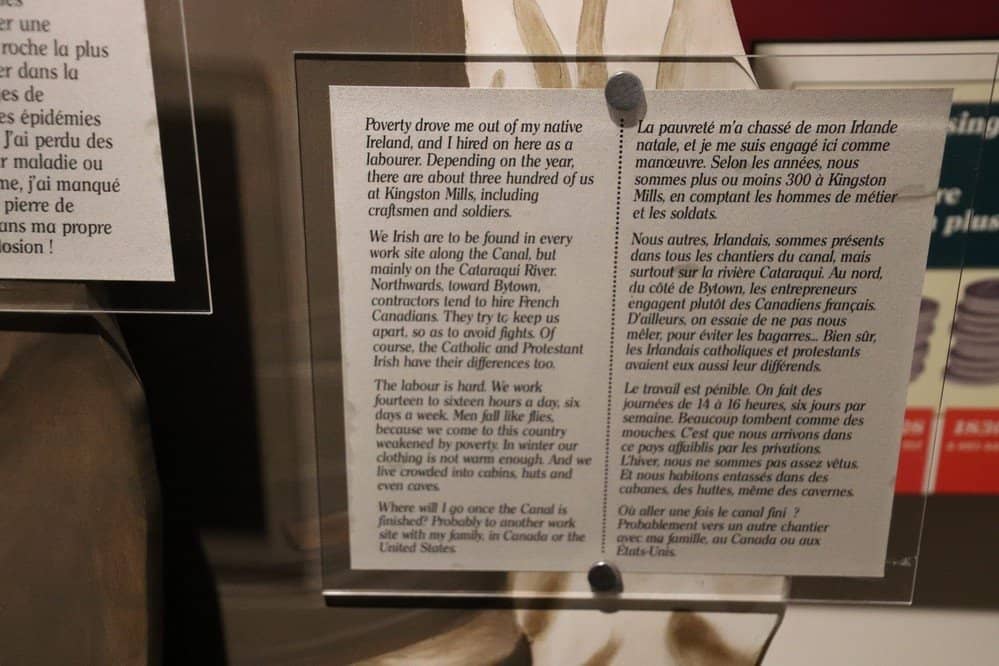 er une
roche la plus
er dans la
es de
es épidémies
J'ai perdu des
r maladie ou
me, j'ai manqué
pierre de
ans ma propre
losion !
Poverty drove me out of my native
Ireland, and I hired on here as a
labourer. Depending on the year,
there are about three hundred of us
at Kingston Mills, including
craftsmen and soldiers.
We Irish are to be found in every
work site along the Canal, but
mainly on the Cataraqui River.
Northwards, toward Bytown,
contractors tend to hire French
Canadians. They try to keep us
apart, so as to avoid fights. Of
course, the Catholic and Protestant
Irish have their differences too.
The labour is hard. We work
fourteen to sixteen hours a day, six
days a week. Men fall like flies,
because we come to this country
weakened by poverty. In winter our
clothing is not warm enough. And we
live crowded into cabins, huts and
even caves.
Where will I go once the Canal is
finished? Probably to another work
site with my family, in Canada or the
United States.
La pauvreté m'a chassé de mon Irlande
natale, et je me suis engagé ici comme
manœuvre. Selon les années, nous
sommes plus ou moins 300 à Kingston
Mills, en comptant les hommes de métier
et les soldats.
Nous autres, Irlandais, sommes présents
dans tous les chantiers du canal, mais
surtout sur la rivière Cataraqui. Au nord,
du côté de Bytown, les entrepreneurs
engagent plutôt des Canadiens français.
D'ailleurs, on essaie de ne pas nous
mêler, pour éviter les bagarres... Bien sûr,
les Irlandais catholiques et protestants
avaient eux aussi leur différends.
Le travail est pénible. On fait des
journées de 14 à 16 heures, six jours par
semaine. Beaucoup tombent comme des
mouches. C'est que nous arrivons dans
ce pays affaiblis par les privations.
L'hiver, nous ne sommes pas assez vêtus.
Et nous habitons entassés dans des
cabanes, des huttes, même des cavernes.
Où aller une fois le canal fini ?
Probablement vers un autre chantier
avec ma famille, au Canada ou aux
États-Unis.
sing
re
plus